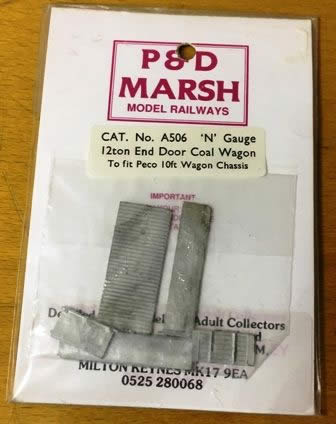 P & D
MARSH
MODEL RAILWAYS
CAT. No. A506 'N' Gauge
12ton End Door Coal Wagon
To fit Peco 10ft Wagon Chassis
IMPORTANT
Adult Collectors
MILTON KEYNES MK17 9EA
0525 280068